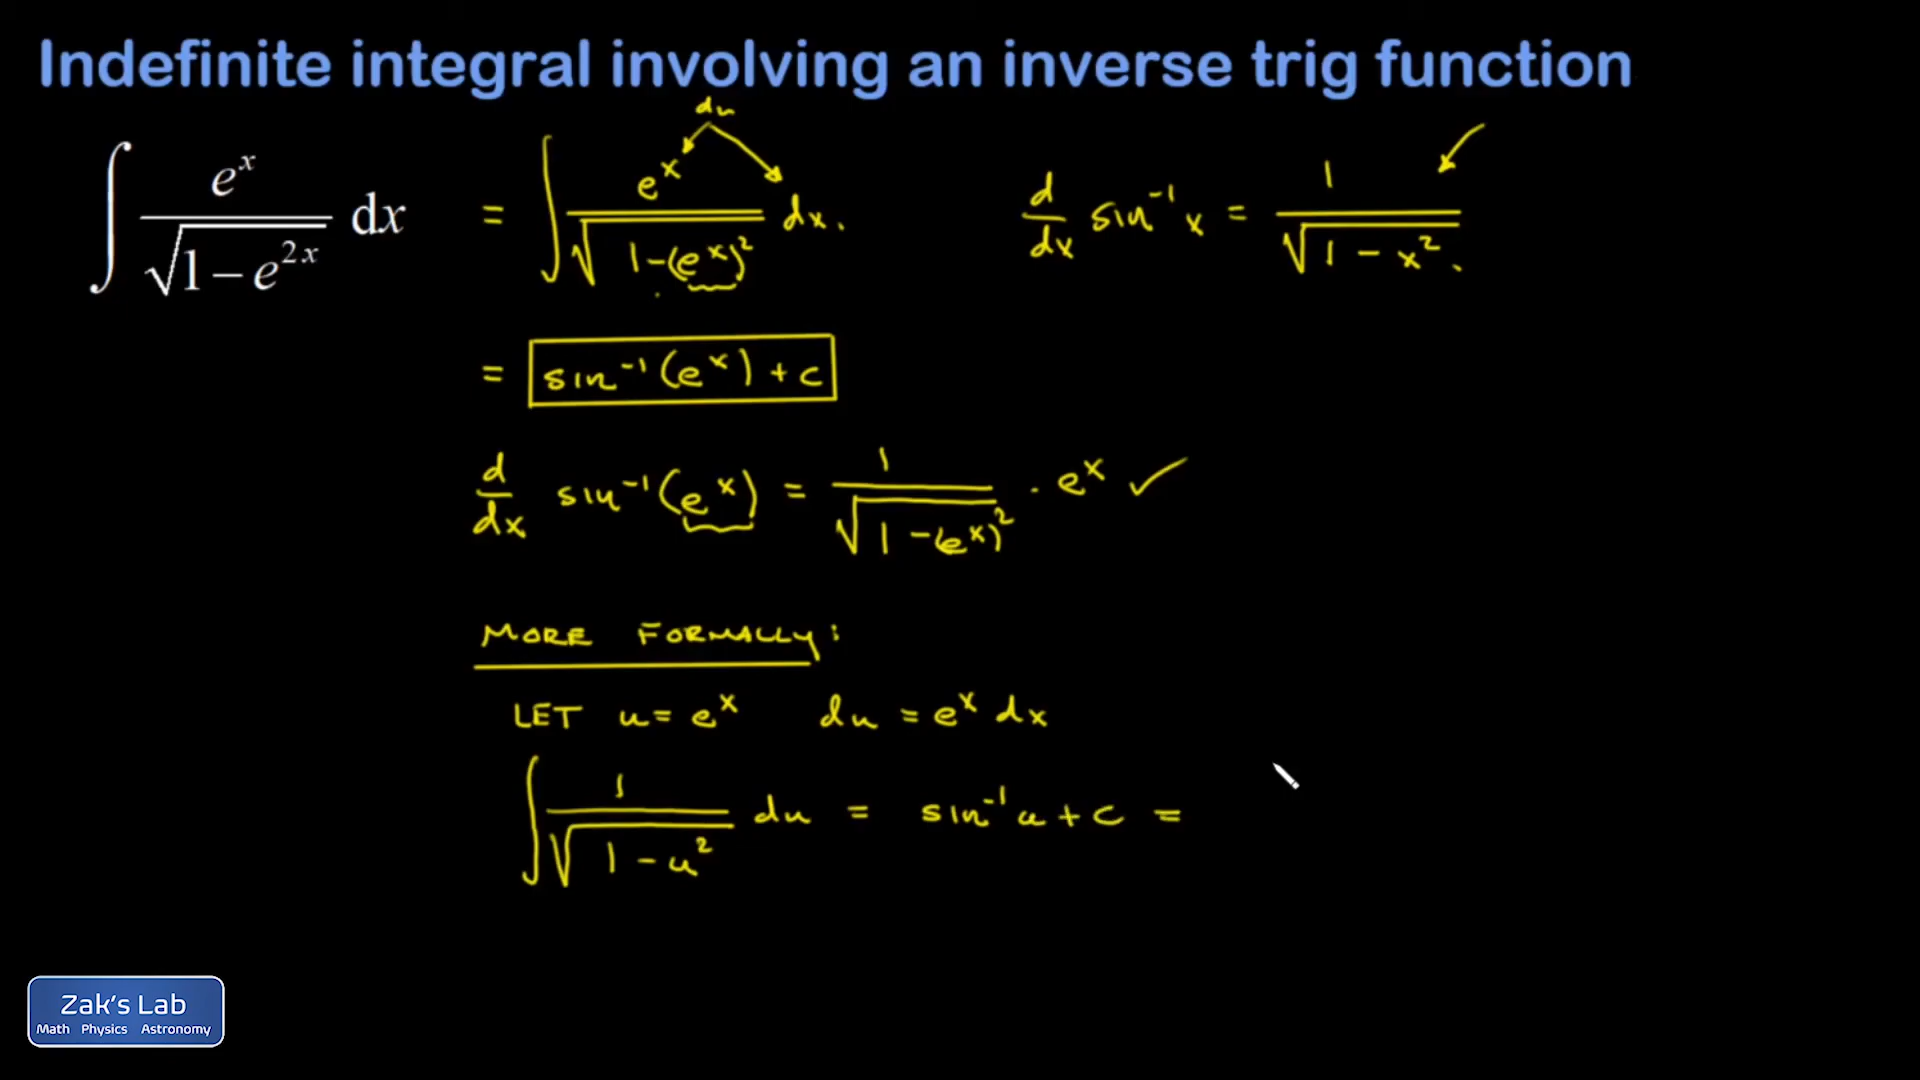 Indefinite integral involving an inverse trig function
du
∫ e^x / √(1 − e^{2x}) dx = ∫ e^x / √(1 − (e^x)^2) dx. d/dx sin^{-1} x = 1 / √(1 − x^2).
= sin^{-1}(e^x) + c
d/dx sin^{-1}(e^x) = 1 / √(1 − (e^x)^2) · e^x ✓
MORE FORMALLY:
LET u = e^x du = e^x dx
∫ 1 / √(1 − u^2) du = sin^{-1} u + c =
Zak's Lab
Math Physics Astronomy